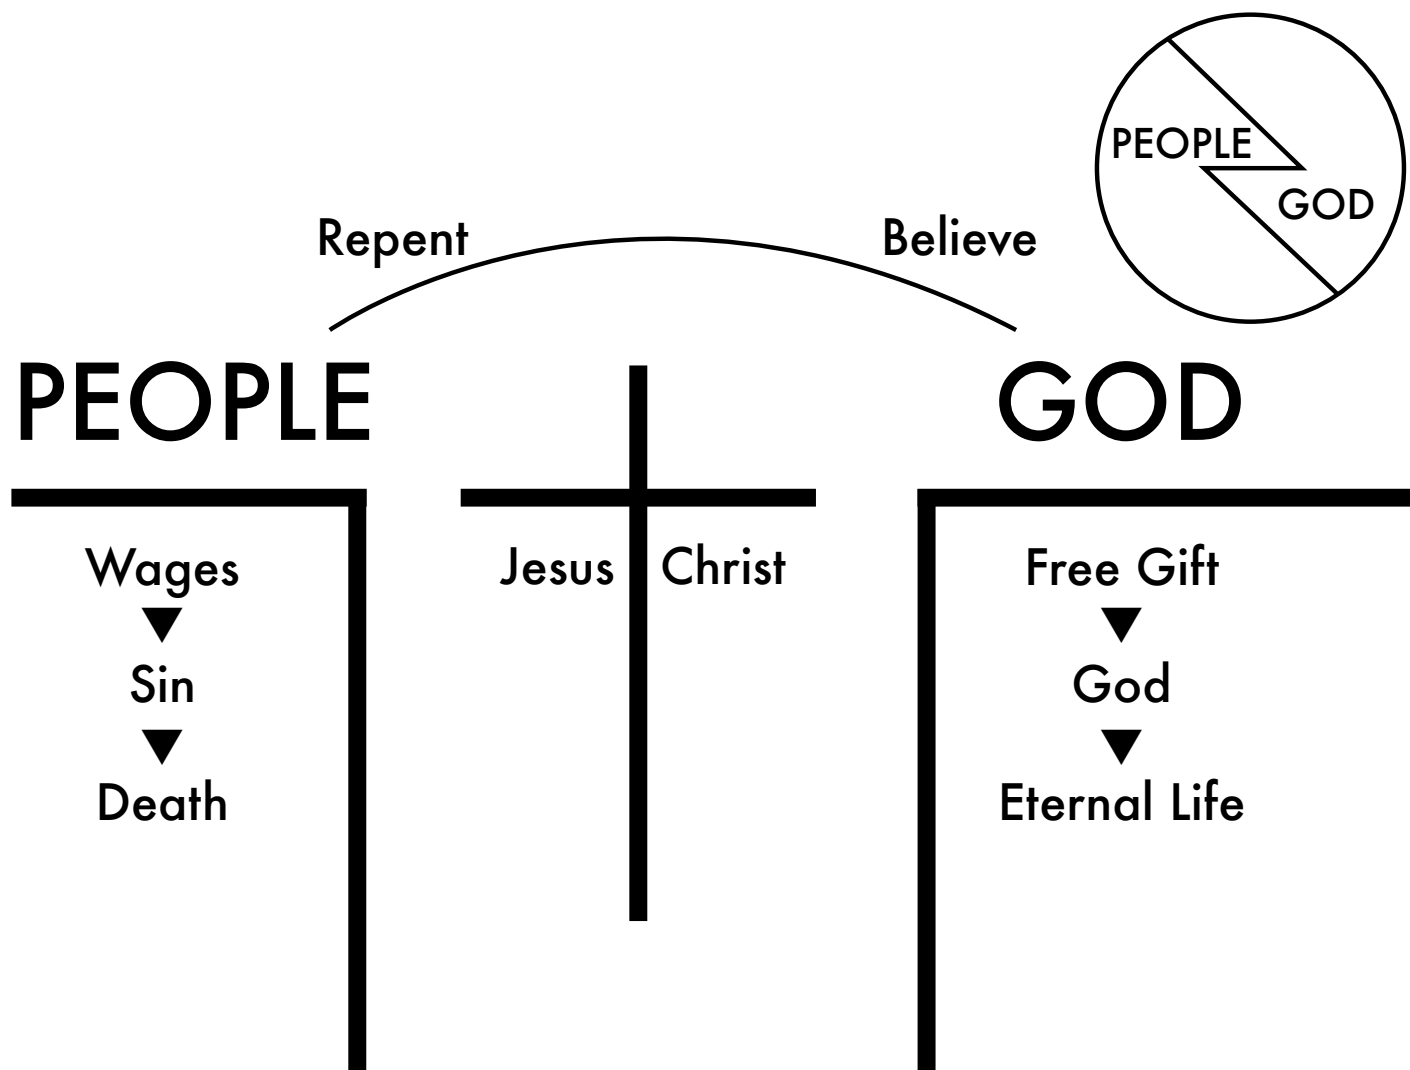 PEOPLE
GOD
Repent
Believe
PEOPLE
GOD
Wages
Sin
Death
Jesus Christ
Free Gift
God
Eternal Life